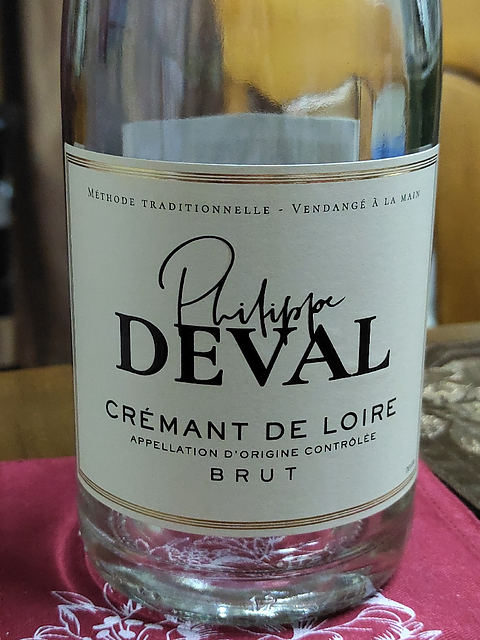 MÉTHODE TRADITIONNELLE - VENDANGÉ À LA MAIN
Philippe
DEVAL
CRÉMANT DE LOIRE
APPELLATION D'ORIGINE CONTRÔLÉE
BRUT